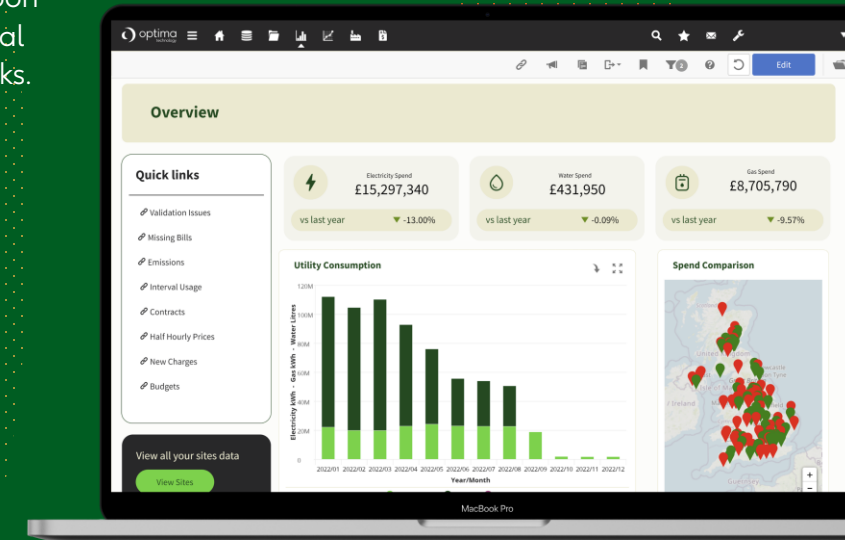 al
ks.
optima
technology
2
Edit
Overview
Quick links
Validation Issues
Missing Bills
Emissions
Interval Usage
Contracts
Half Hourly Prices
New Charges
Budgets
View all your sites data
View Sites
Electricity Spend
£15,297,340
vs last year
-13.00%
Water Spend
£431,950
vs last year
-0.09%
Gas Spend
£8,705,790
vs last year
-9.57%
Utility Consumption
Electricity kWh - Gas kWh - Water Litres
120M
100M
80M
60M
40M
20M
0
2022/01 2022/02 2022/03 2022/04 2022/05 2022/06 2022/07 2022/08 2022/09 2022/10 2022/11 2022/12
Year/Month
Spend Comparison
Guernsey
+
-
MacBook Pro